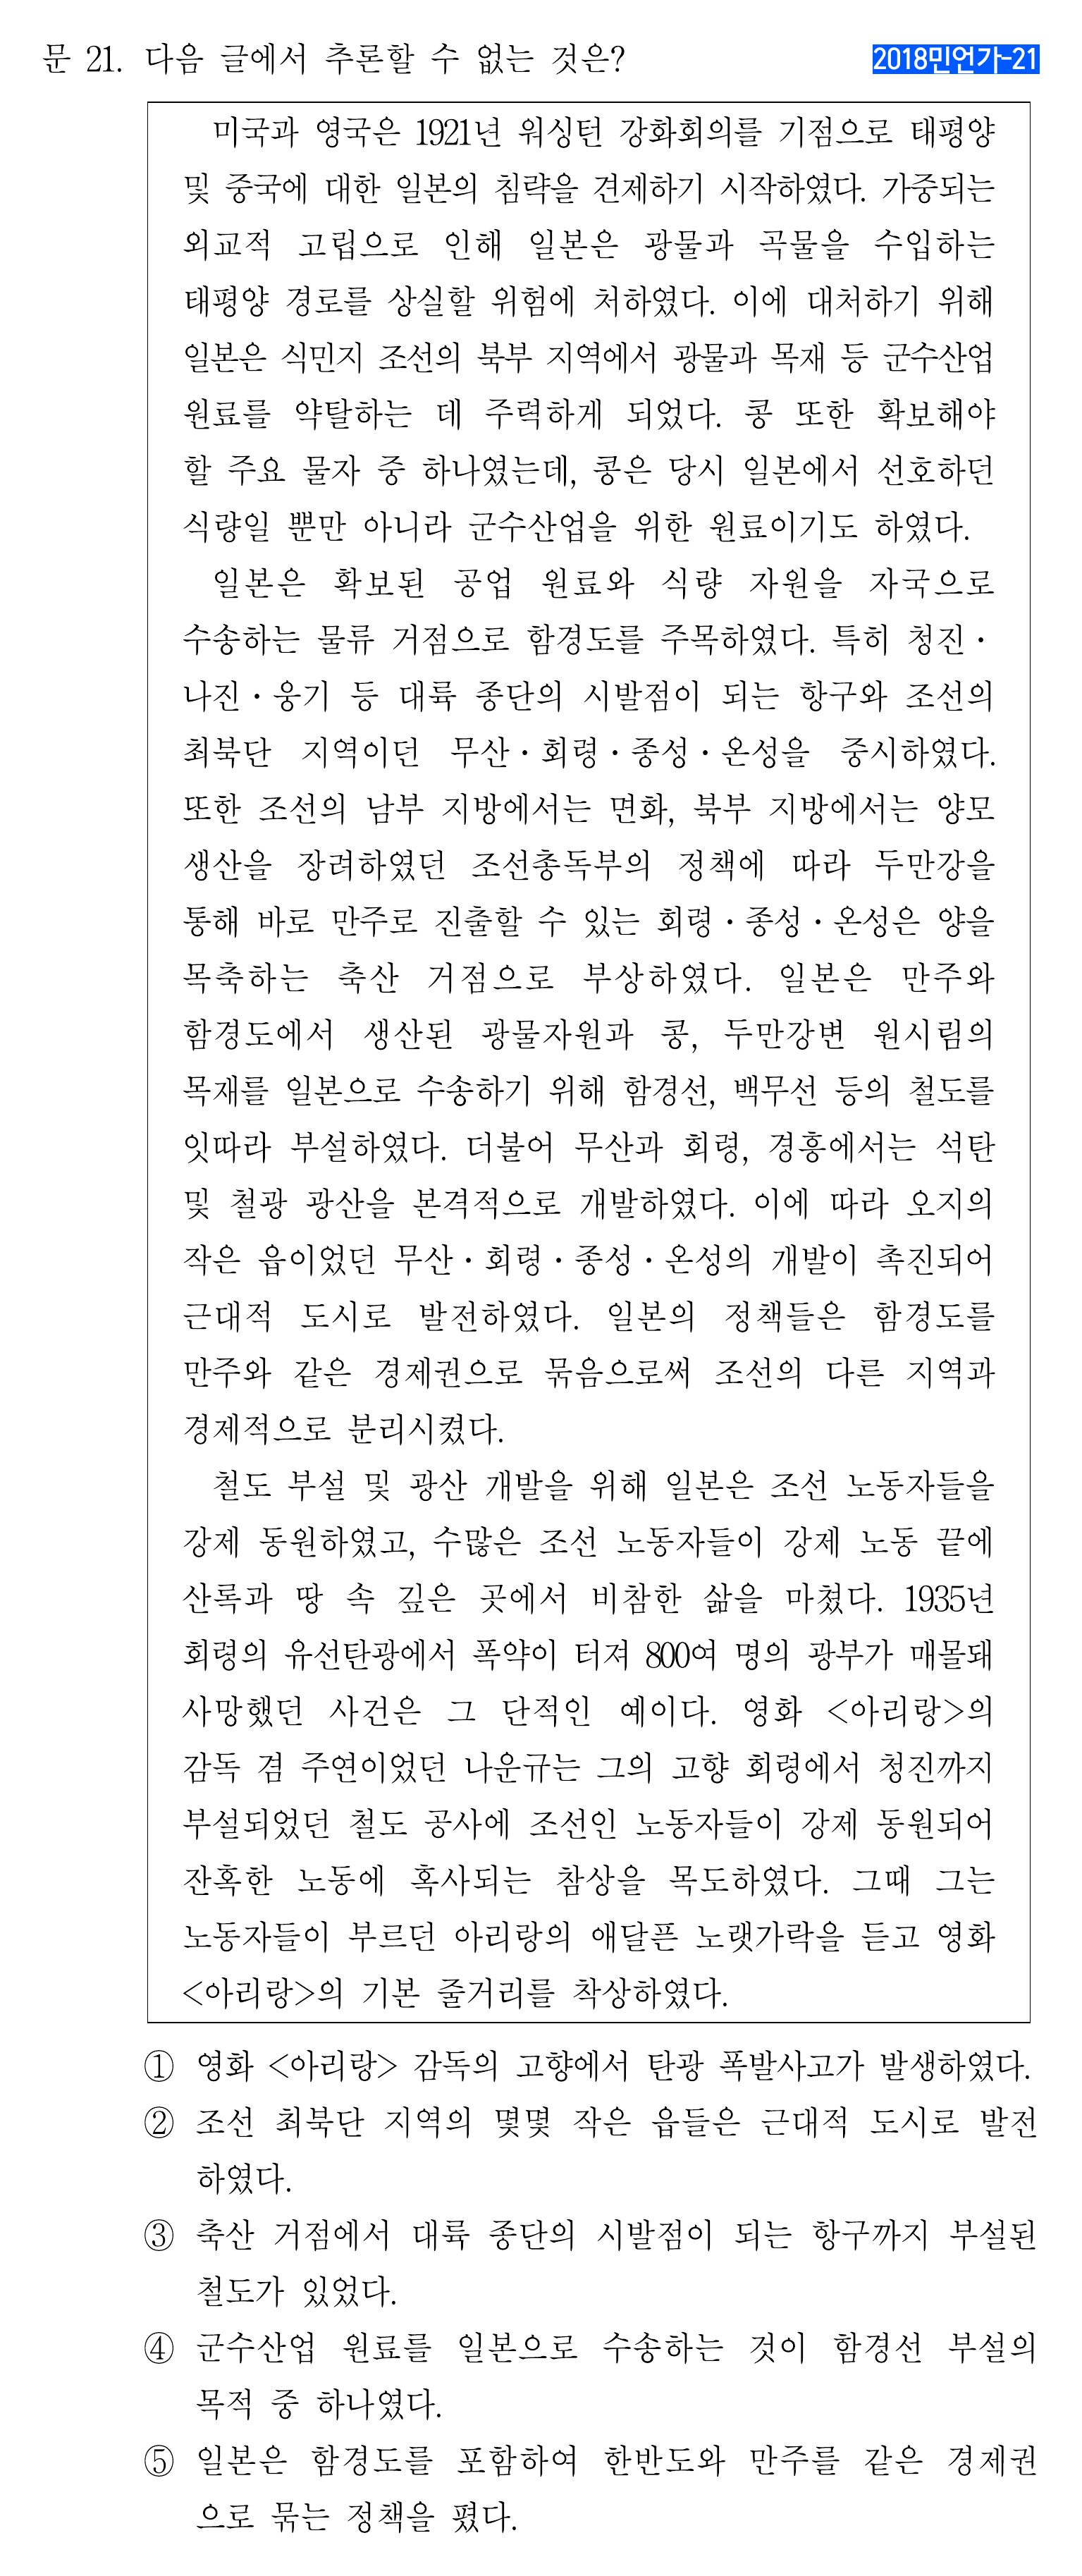 문 21. 다음 글에서 추론할 수 없는 것은?
2018민언가-21
미국과 영국은 1921년 워싱턴 강화회의를 기점으로 태평양
및 중국에 대한 일본의 침략을 견제하기 시작하였다. 가중되는
외교적 고립으로 인해 일본은 광물과 곡물을 수입하는
태평양 경로를 상실할 위험에 처하였다. 이에 대처하기 위해
일본은 식민지 조선의 북부 지역에서 광물과 목재 등 군수산업
원료를 약탈하는 데 주력하게 되었다. 콩 또한 확보해야
할 주요 물자 중 하나였는데, 콩은 당시 일본에서 선호하던
식량일 뿐만 아니라 군수산업을 위한 원료이기도 하였다.
일본은 확보된 공업 원료와 식량 자원을 자국으로
수송하는 물류 거점으로 함경도를 주목하였다. 특히 청진·
나진·웅기 등 대륙 종단의 시발점이 되는 항구와 조선의
최북단 지역이던 무산·회령·종성·온성을 중시하였다.
또한 조선의 남부 지방에서는 면화, 북부 지방에서는 양모
생산을 장려하였던 조선총독부의 정책에 따라 두만강을
통해 바로 만주로 진출할 수 있는 회령·종성·온성은 양을
목축하는 축산 거점으로 부상하였다. 일본은 만주와
함경도에서 생산된 광물자원과 콩, 두만강변 원시림의
목재를 일본으로 수송하기 위해 함경선, 백무선 등의 철도를
잇따라 부설하였다. 더불어 무산과 회령, 경흥에서는 석탄
및 철광 광산을 본격적으로 개발하였다. 이에 따라 오지의
작은 읍이었던 무산·회령·종성·온성의 개발이 촉진되어
근대적 도시로 발전하였다. 일본의 정책들은 함경도를
만주와 같은 경제권으로 묶음으로써 조선의 다른 지역과
경제적으로 분리시켰다.
철도 부설 및 광산 개발을 위해 일본은 조선 노동자들을
강제 동원하였고, 수많은 조선 노동자들이 강제 노동 끝에
산록과 땅 속 깊은 곳에서 비참한 삶을 마쳤다. 1935년
회령의 유선탄광에서 폭약이 터져 800여 명의 광부가 매몰돼
사망했던 사건은 그 단적인 예이다. 영화 <아리랑>의
감독 겸 주연이었던 나운규는 그의 고향 회령에서 청진까지
부설되었던 철도 공사에 조선인 노동자들이 강제 동원되어
잔혹한 노동에 혹사되는 참상을 목도하였다. 그때 그는
노동자들이 부르던 아리랑의 애달픈 노랫가락을 듣고 영화
<아리랑>의 기본 줄거리를 착상하였다.
① 영화 <아리랑> 감독의 고향에서 탄광 폭발사고가 발생하였다.
② 조선 최북단 지역의 몇몇 작은 읍들은 근대적 도시로 발전
하였다.
③ 축산 거점에서 대륙 종단의 시발점이 되는 항구까지 부설된
철도가 있었다.
④ 군수산업 원료를 일본으로 수송하는 것이 함경선 부설의
목적 중 하나였다.
⑤ 일본은 함경도를 포함하여 한반도와 만주를 같은 경제권
으로 묶는 정책을 폈다.